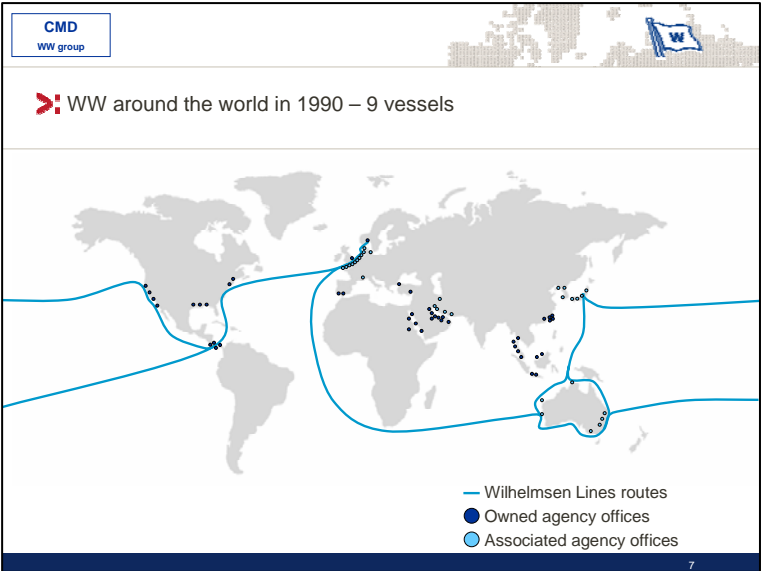 CMD
WW group
W
WW around the world in 1990 – 9 vessels
Wilhelmsen Lines routes
Owned agency offices
Associated agency offices
7